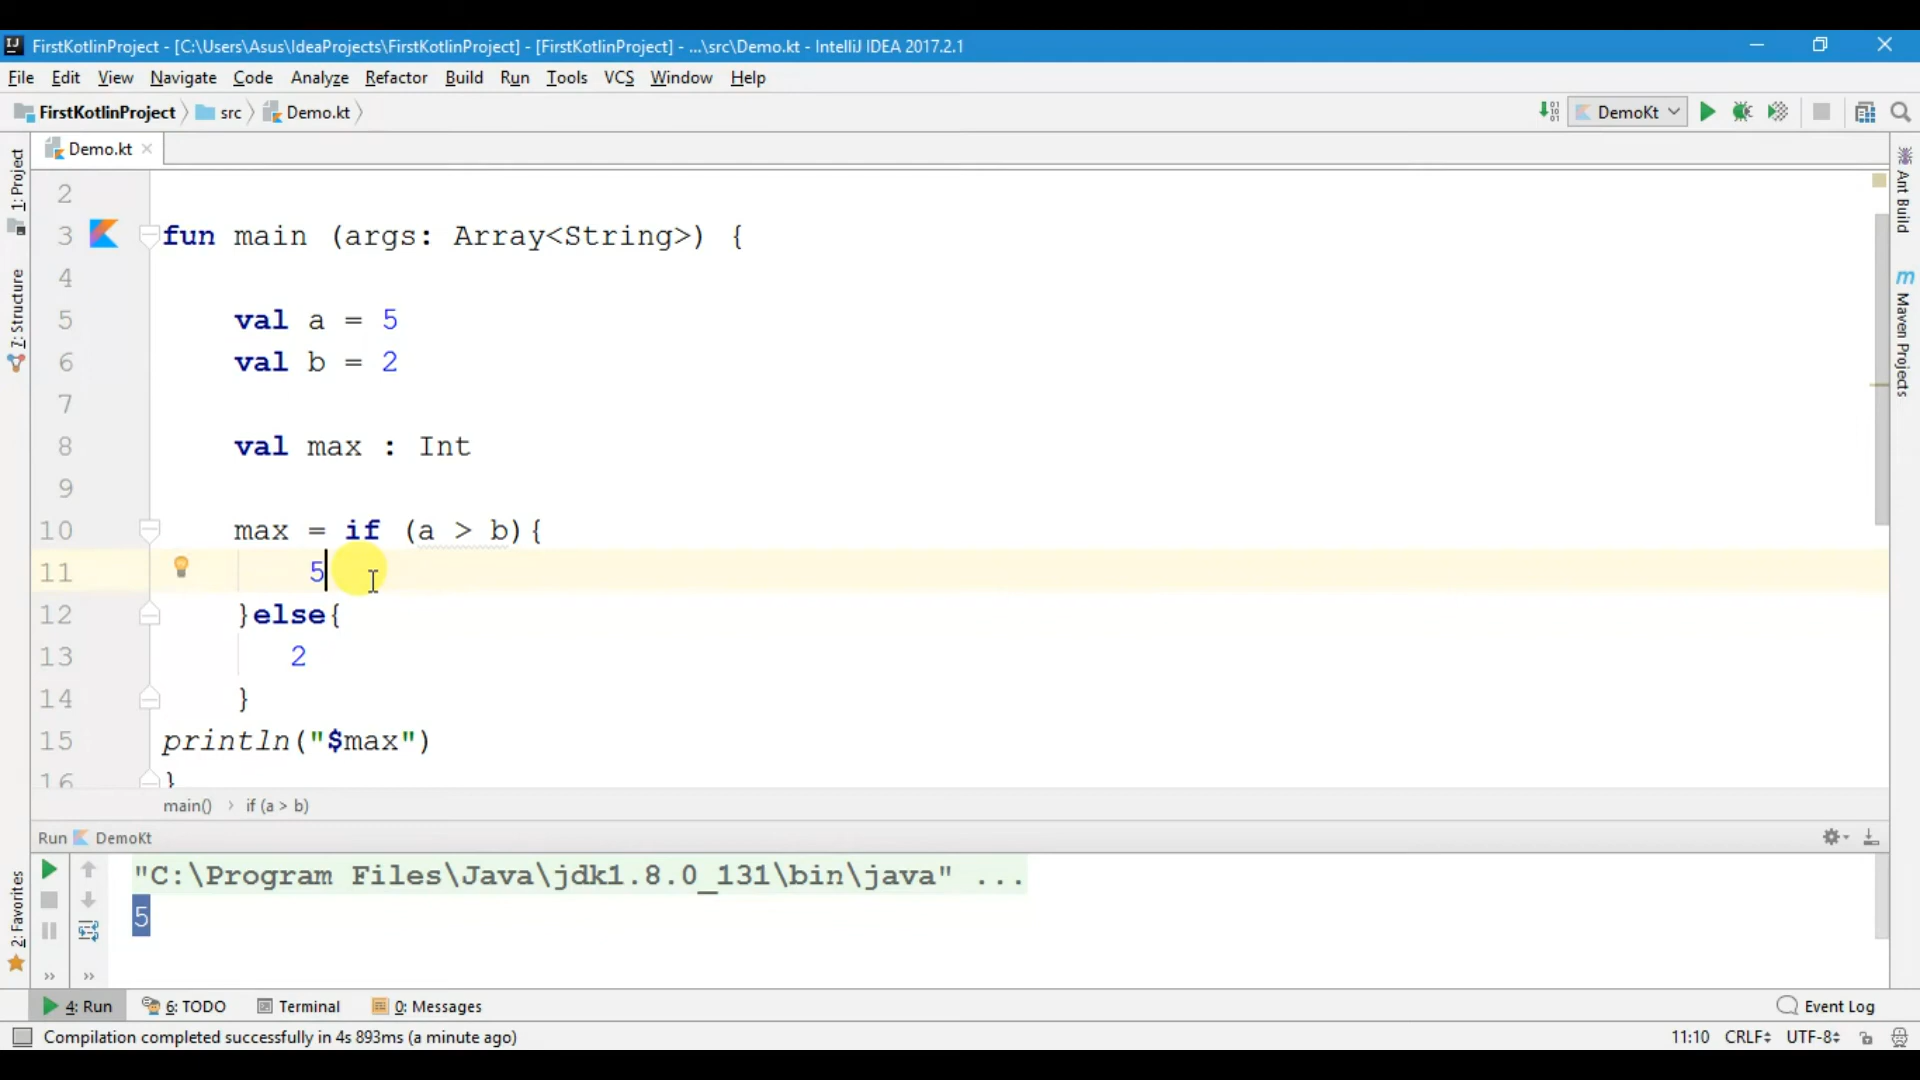 FirstKotlinProject - [C:\Users\Asus\IdeaProjects\FirstKotlinProject] - [FirstKotlinProject] - ...\src\Demo.kt - IntelliJ IDEA 2017.2.1
File Edit View Navigate Code Analyze Refactor Build Run Tools VCS Window Help
FirstKotlinProject src Demo.kt DemoKt
Demo.kt
1: Project
7: Structure
2: Favorites
Ant Build
Maven Projects
2
3 fun main (args: Array<String>) {
4
5 val a = 5
6 val b = 2
7
8 val max : Int
9
10 max = if (a > b){
11 5
12 }else{
13 2
14 }
15 println("$max")
16 }
main() › if (a > b)
Run DemoKt
"C:\Program Files\Java\jdk1.8.0_131\bin\java" ...
5
4: Run 6: TODO Terminal 0: Messages Event Log
Compilation completed successfully in 4s 893ms (a minute ago) 11:10 CRLF UTF-8